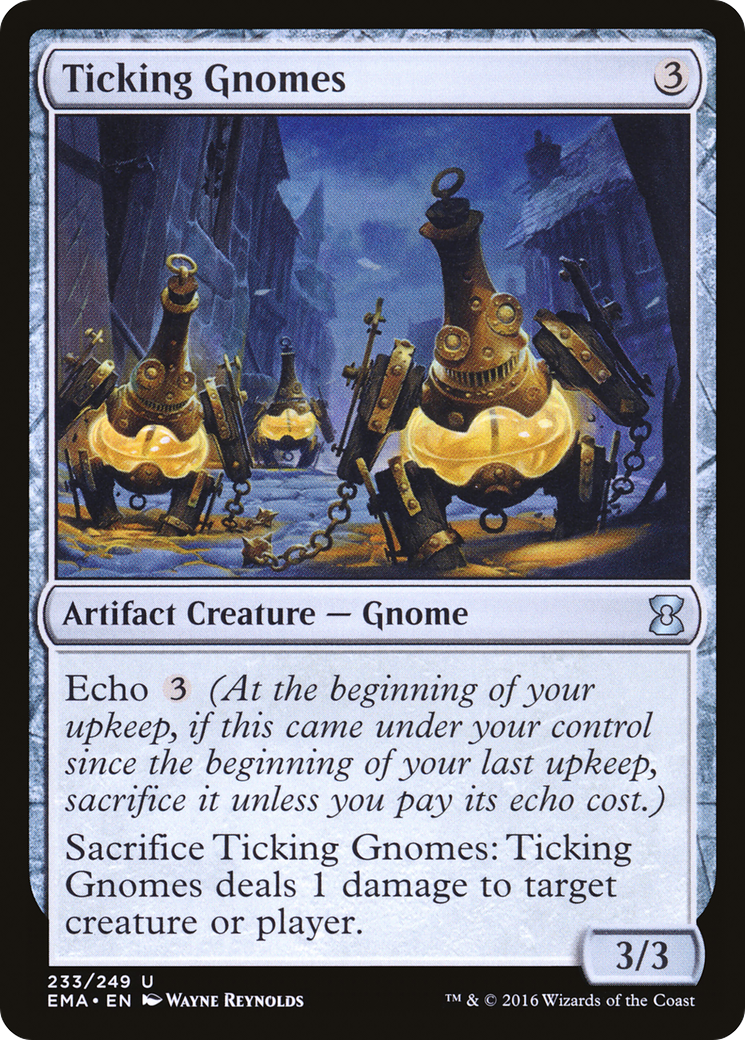 Ticking Gnomes 3
Artifact Creature — Gnome
Echo 3 (At the beginning of your
upkeep, if this came under your control
since the beginning of your last upkeep,
sacrifice it unless you pay its echo cost.)
Sacrifice Ticking Gnomes: Ticking
Gnomes deals 1 damage to target
creature or player.
3/3
233/249 U
EMA • EN Wayne Reynolds
™ & © 2016 Wizards of the Coast